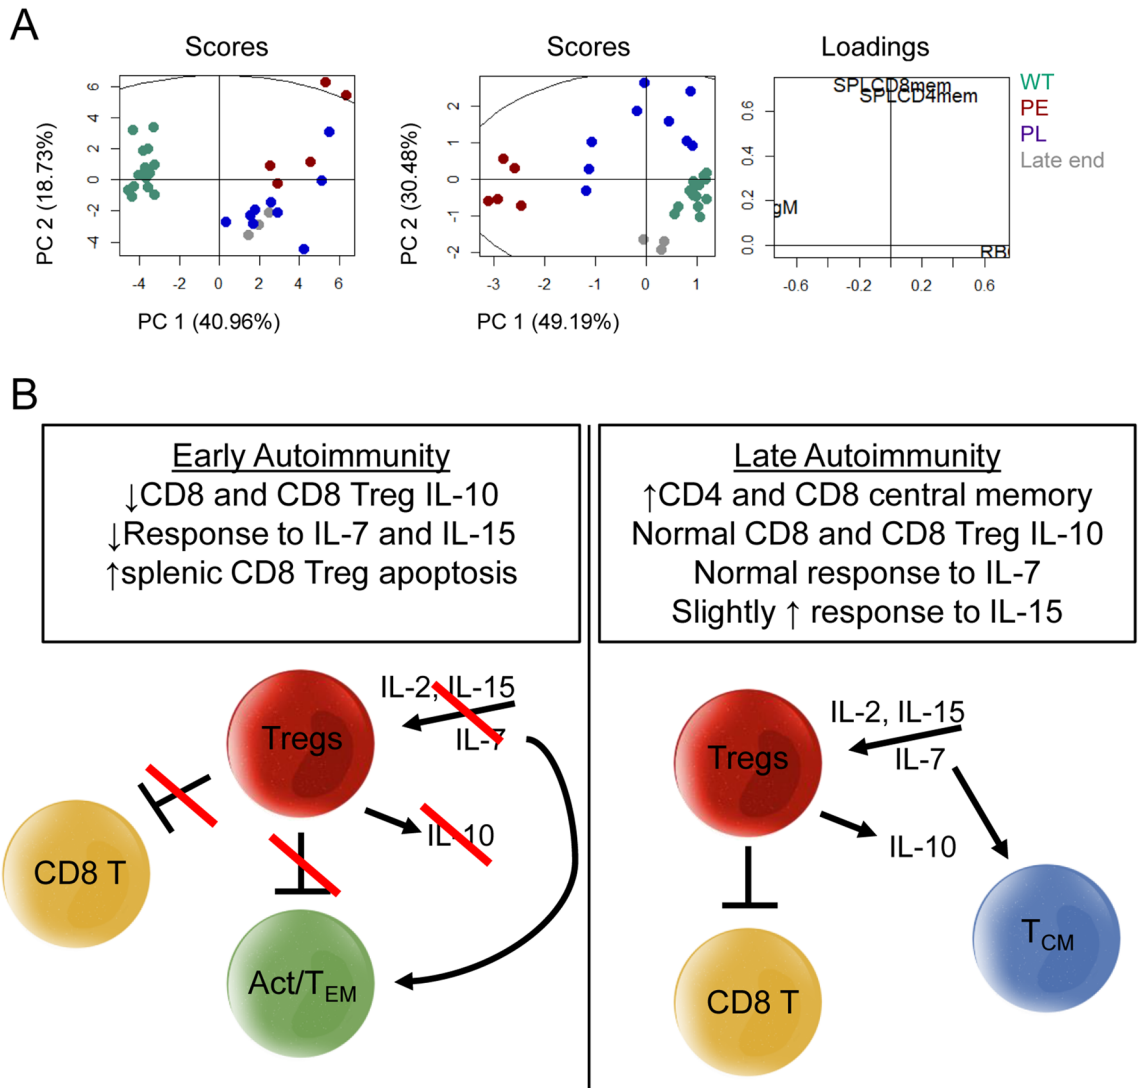 A
Scores
Scores
Loadings
PC 2 (18.73%)
6
4
2
0
-2
-4
-4
-2
0
2
4
6
PC 1 (40.96%)
PC 2 (30.48%)
2
1
0
-1
-2
-3
-2
-1
0
1
PC 1 (49.19%)
0.6
0.4
0.2
0.0
SPLCD8mem
SPLCD4mem
gM
RB
-0.6
-0.2
0.2
0.6
WT
PE
PL
Late end
B
Early Autoimmunity
↓CD8 and CD8 Treg IL-10
↓Response to IL-7 and IL-15
↑splenic CD8 Treg apoptosis
Late Autoimmunity
↑CD4 and CD8 central memory
Normal CD8 and CD8 Treg IL-10
Normal response to IL-7
Slightly ↑ response to IL-15
IL-2, IL-15
Tregs
IL-7
IL-10
CD8 T
Act/TEM
IL-2, IL-15
Tregs
IL-7
IL-10
TCM
CD8 T